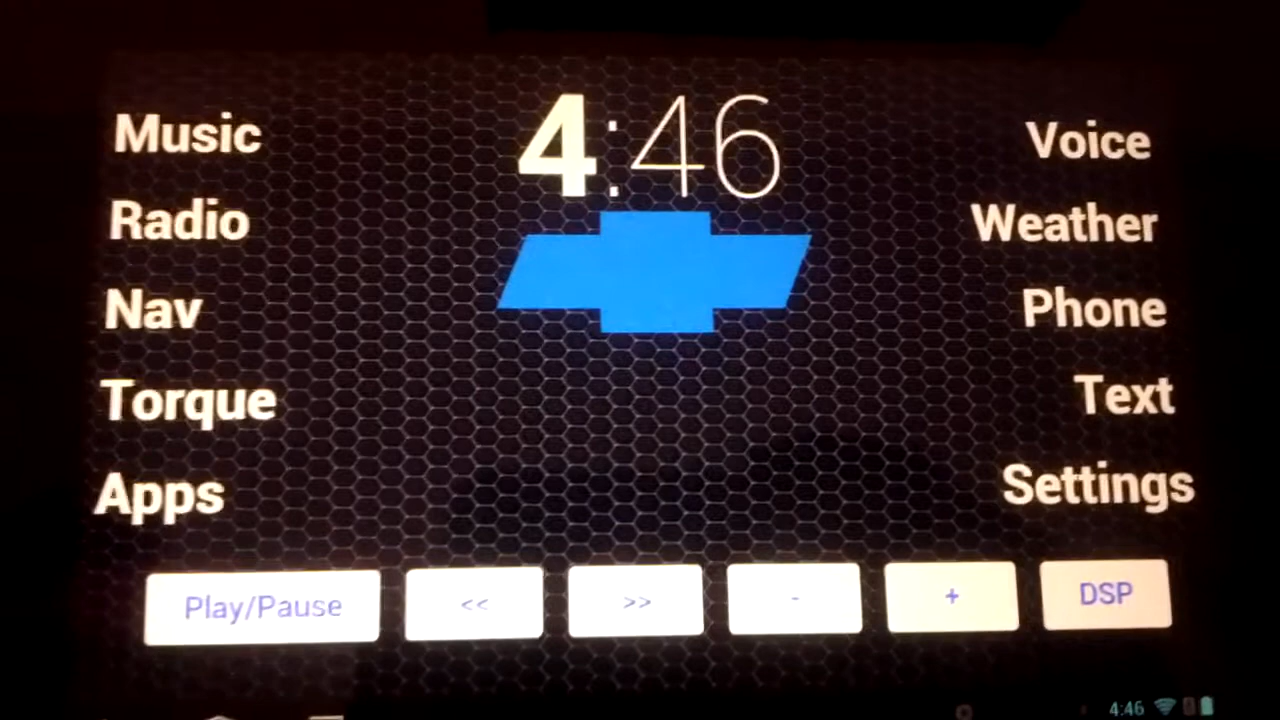 4:46
Music
Radio
Nav
Torque
Apps
Voice
Weather
Phone
Text
Settings
Play/Pause << >> - + DSP
4:46